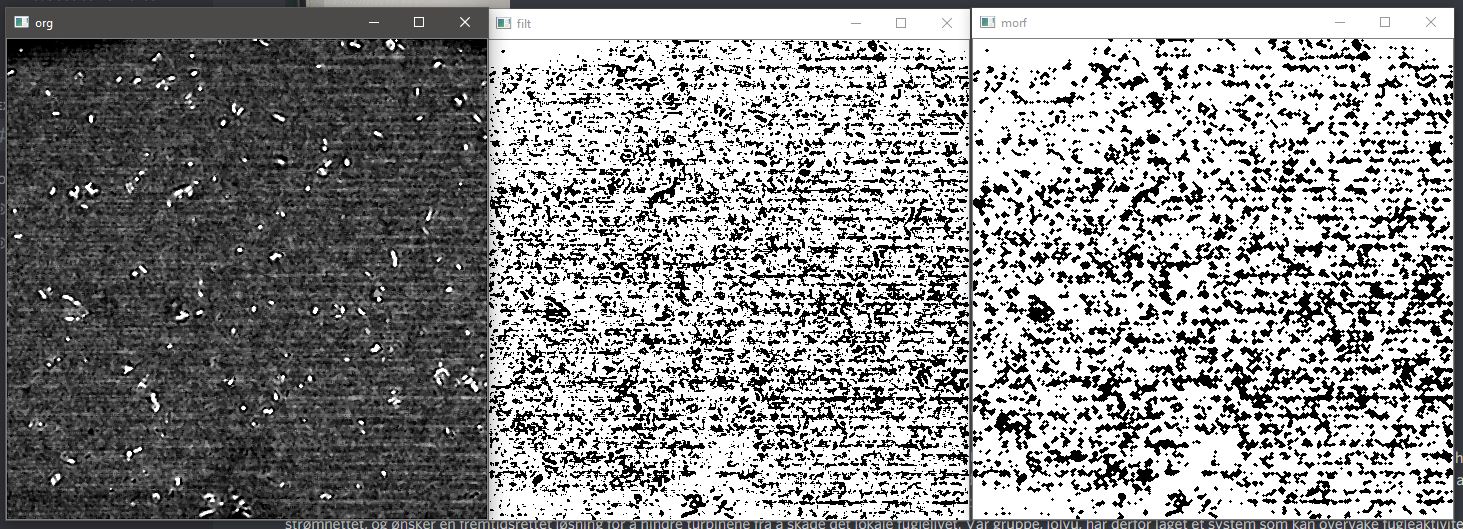 org
filt
morf
strømnettet, og ønsker en fremtidsrettet løsning for å hindre turbinene fra å skade det lokale fuglelivet. Vår gruppe, Iolyu, har derfor laget et system som kan overvåke fugleaktivite